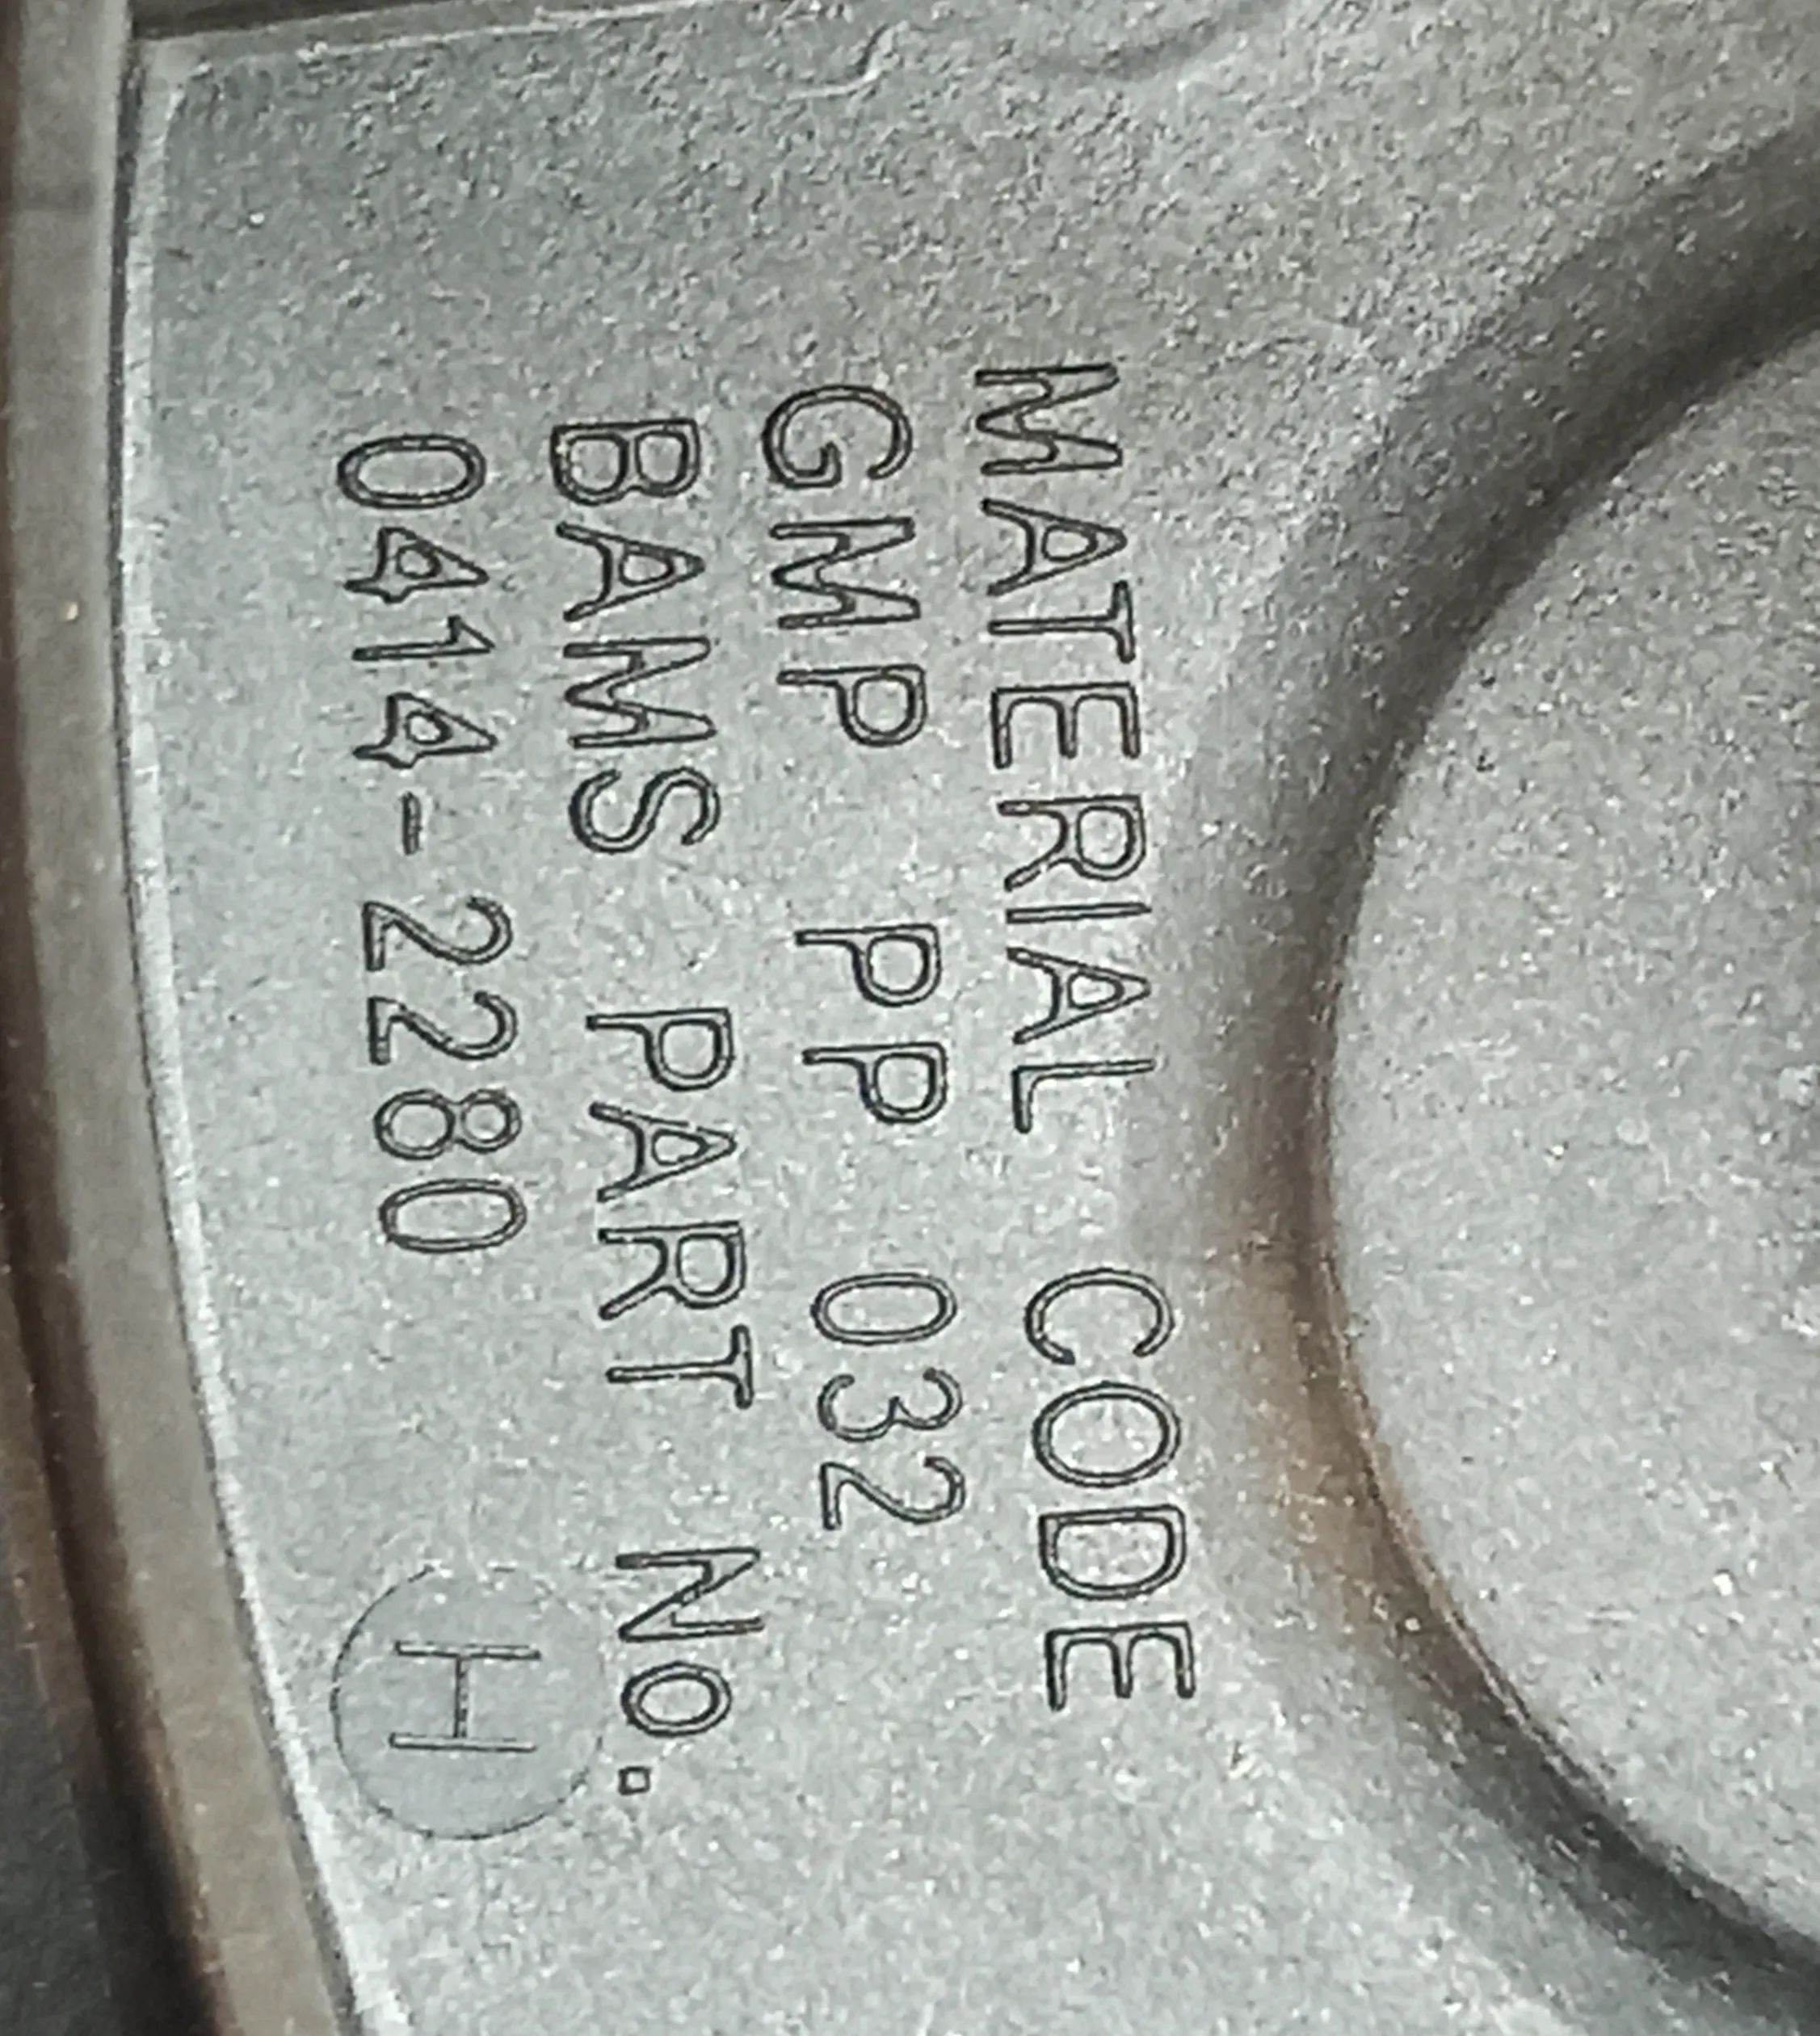 MATERIAL CODE
GMP PP 032
BAMS PART No.
0414-2280
H